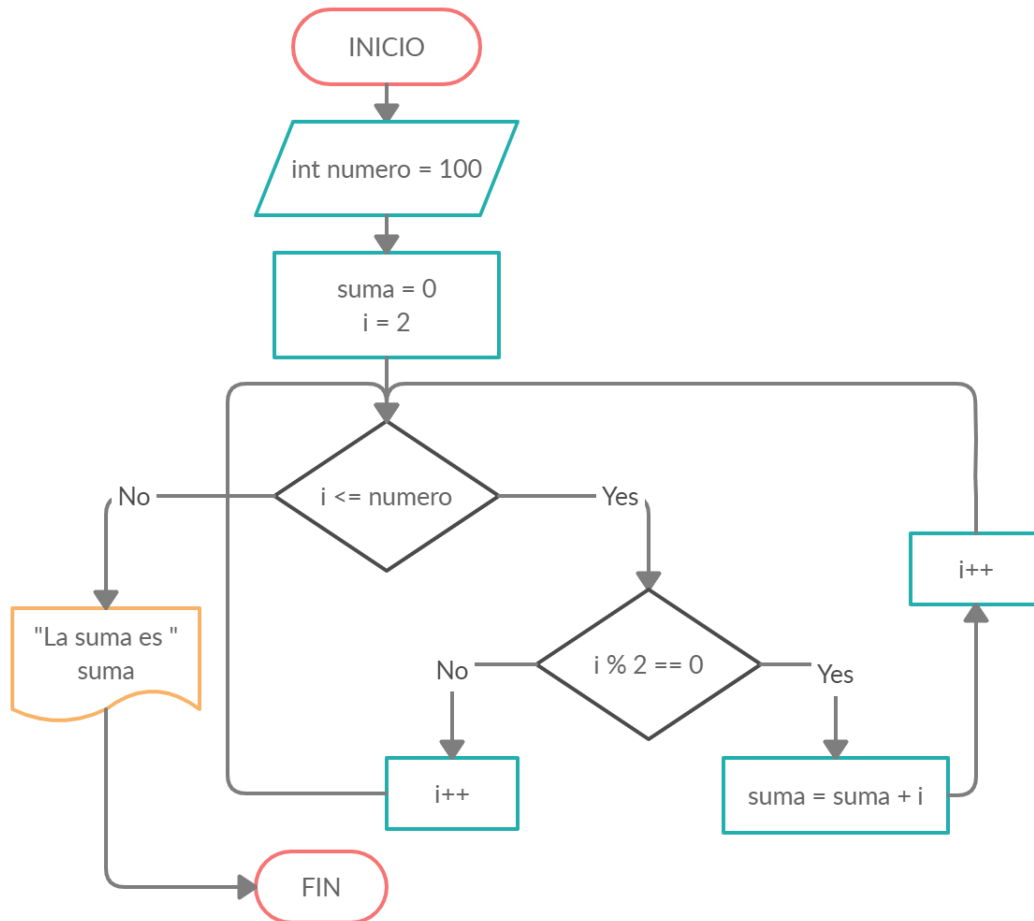 INICIO
int numero = 100
suma = 0
i = 2
i <= numero
No
Yes
"La suma es "
suma
i % 2 == 0
No
Yes
i++
suma = suma + i
i++
FIN